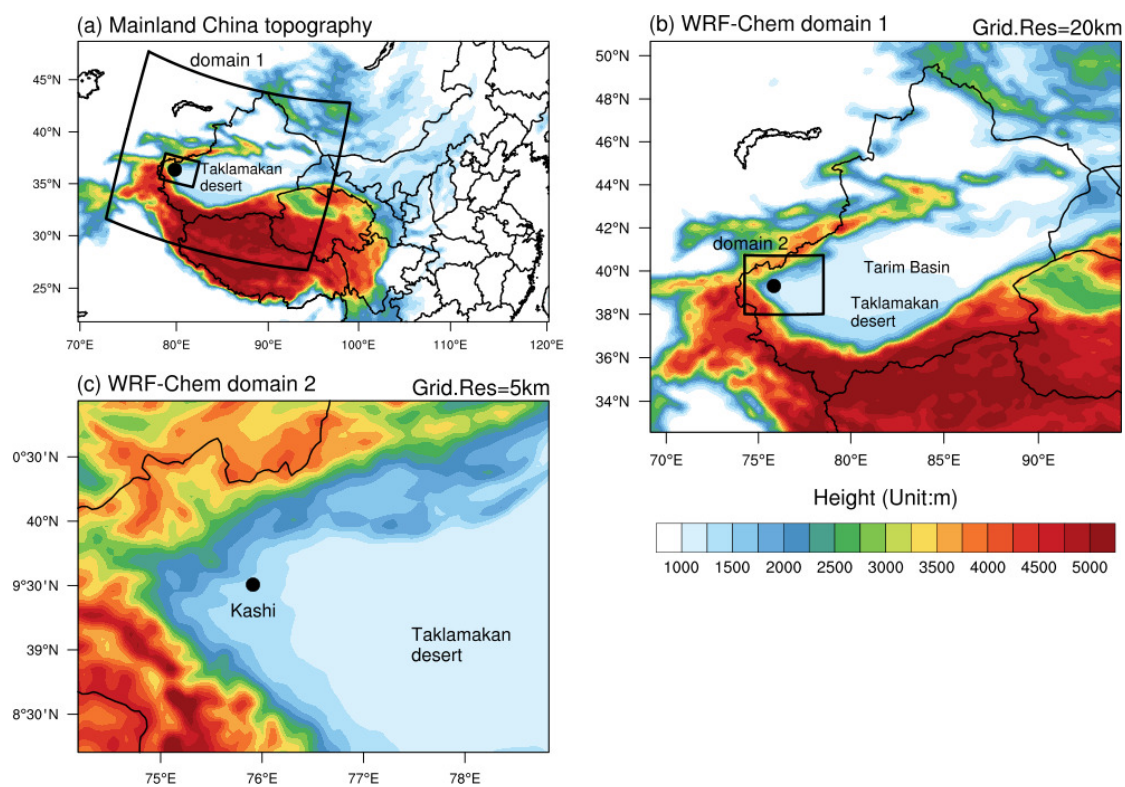 (a) Mainland China topography
domain 1
45°N
40°N
35°N
30°N
25°N
Taklamakan
desert
70°E
80°E
90°E
100°E
110°E
120°E
(b) WRF-Chem domain 1
Grid.Res=20km
50°N
48°N
46°N
44°N
42°N
40°N
38°N
36°N
34°N
domain 2
Tarim Basin
Taklamakan
desert
70°E
75°E
80°E
85°E
90°E
(c) WRF-Chem domain 2
Grid.Res=5km
0°30'N
40°N
9°30'N
39°N
8°30'N
Kashi
Taklamakan
desert
75°E
76°E
77°E
78°E
Height (Unit:m)
1000 1500 2000 2500 3000 3500 4000 4500 5000